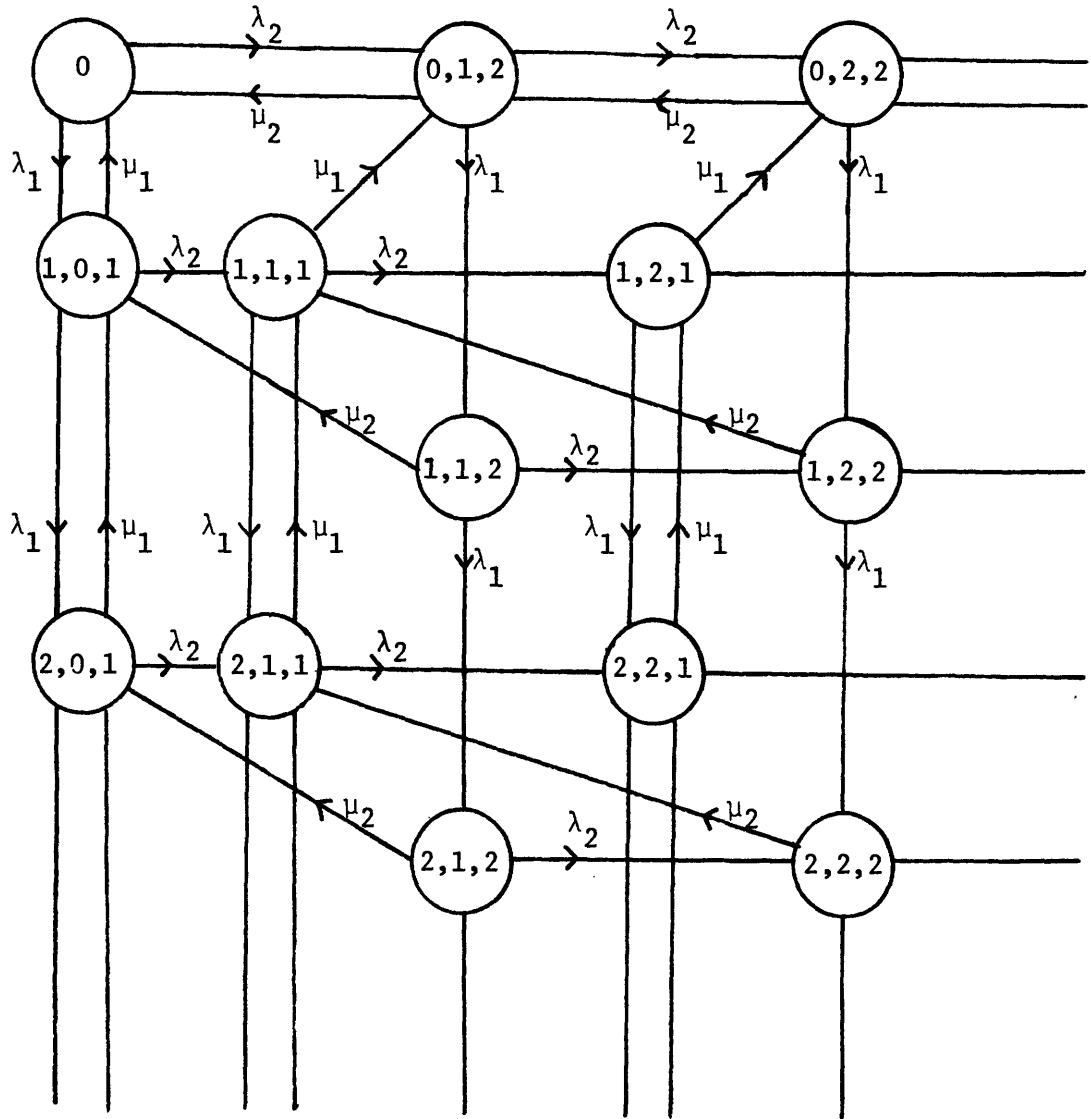 λ2 λ2
0 0,1,2 0,2,2
μ2 μ2
λ1 μ1 μ1 λ1 μ1 λ1
1,0,1 λ2 1,1,1 λ2 1,2,1
μ2 μ2
1,1,2 λ2 1,2,2
λ1 μ1 λ1 μ1 λ1 μ1
λ1 λ1
2,0,1 λ2 2,1,1 λ2 2,2,1
μ2 μ2
2,1,2 λ2 2,2,2